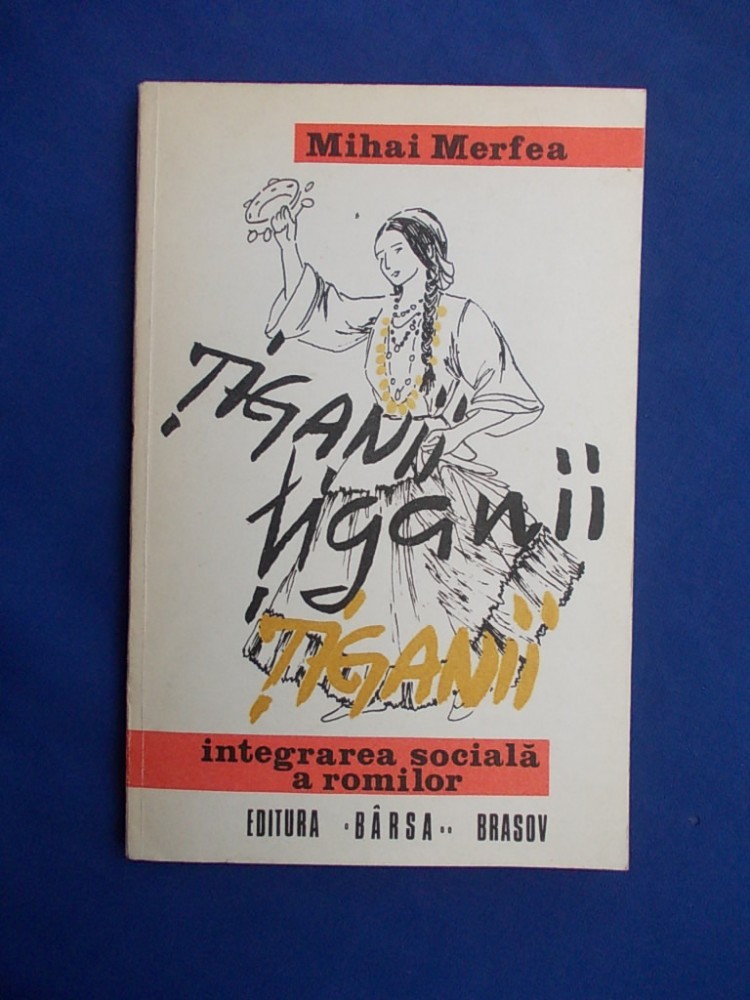 Mihai Merfea
ȚIGANII
țiganii
ȚIGANII
integrarea socială
a romilor
EDITURA "BÂRSA" BRASOV